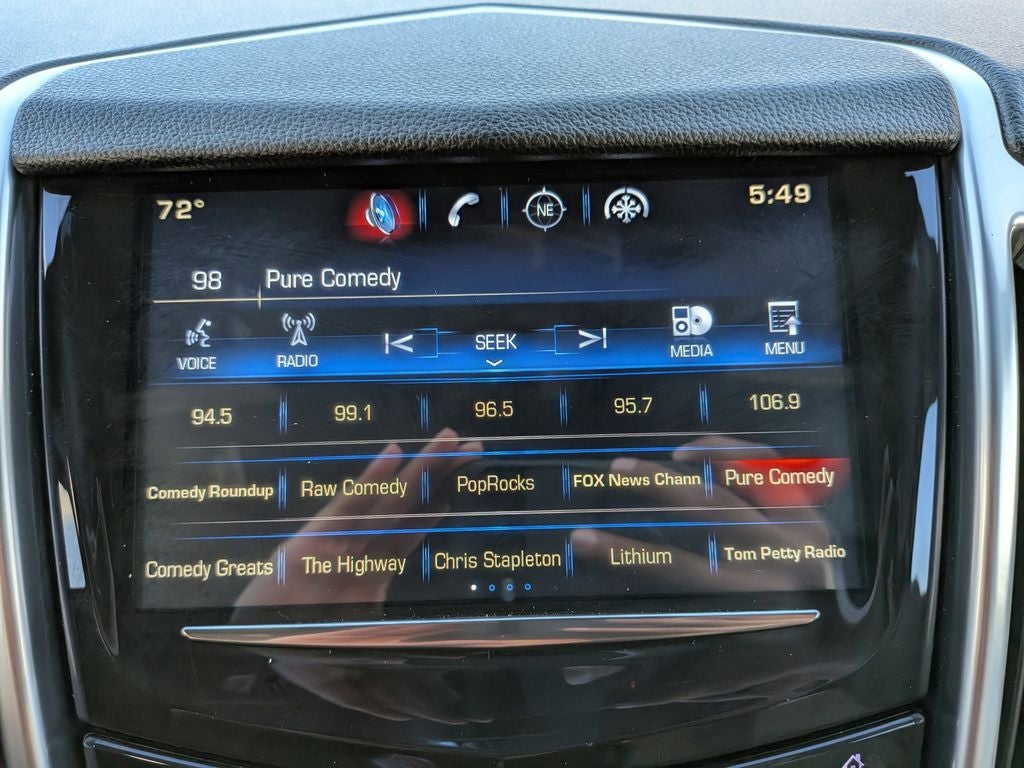 72° NE 5:49
98 Pure Comedy
VOICE RADIO SEEK MEDIA MENU
94.5 99.1 96.5 95.7 106.9
Comedy Roundup Raw Comedy PopRocks FOX News Chann Pure Comedy
Comedy Greats The Highway Chris Stapleton Lithium Tom Petty Radio